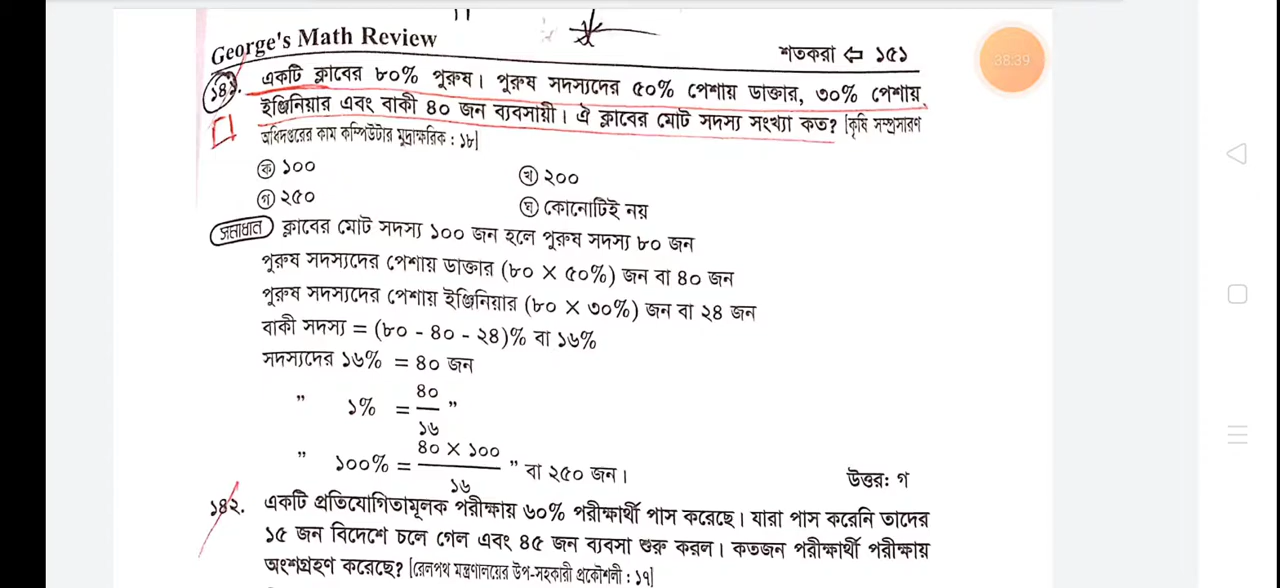 George's Math Review
শতকরা ⇦ ১৫১
38:39
১৪১. একটি ক্লাবের ৮০% পুরুষ। পুরুষ সদস্যদের ৫০% পেশায় ডাক্তার, ৩০% পেশায়
ইঞ্জিনিয়ার এবং বাকী ৪০ জন ব্যবসায়ী। ঐ ক্লাবের মোট সদস্য সংখ্যা কত? [কৃষি সম্প্রসারণ
অধিদপ্তরের কাম কম্পিউটার মুদ্রাক্ষরিক : ১৮]
ক ১০০
খ ২০০
গ ২৫০
ঘ কোনোটিই নয়
সমাধান ক্লাবের মোট সদস্য ১০০ জন হলে পুরুষ সদস্য ৮০ জন
পুরুষ সদস্যদের পেশায় ডাক্তার (৮০ × ৫০%) জন বা ৪০ জন
পুরুষ সদস্যদের পেশায় ইঞ্জিনিয়ার (৮০ × ৩০%) জন বা ২৪ জন
বাকী সদস্য = (৮০ - ৪০ - ২৪)% বা ১৬%
সদস্যদের ১৬% = ৪০ জন
" ১% = ৪০/১৬ "
" ১০০% = ৪০ × ১০০/১৬ " বা ২৫০ জন।
উত্তর: গ
১৪২. একটি প্রতিযোগিতামূলক পরীক্ষায় ৬০% পরীক্ষার্থী পাস করেছে। যারা পাস করেনি তাদের
১৫ জন বিদেশে চলে গেল এবং ৪৫ জন ব্যবসা শুরু করল। কতজন পরীক্ষার্থী পরীক্ষায়
অংশগ্রহণ করেছে? [রেলপথ মন্ত্রণালয়ের উপ-সহকারী প্রকৌশলী : ১৭]